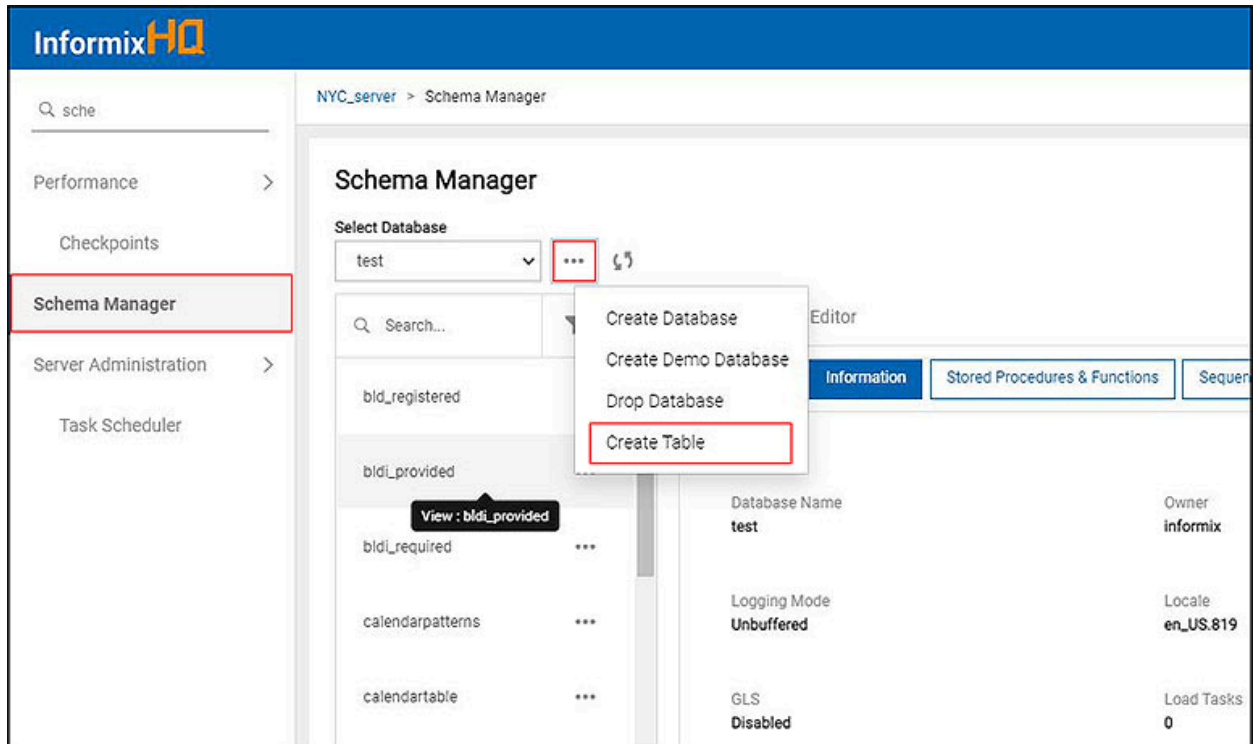 InformixHQ
sche
NYC_server > Schema Manager
Performance
Checkpoints
Schema Manager
Server Administration
Task Scheduler
Schema Manager
Select Database
test
Search...
Create Database
Create Demo Database
Drop Database
Create Table
Editor
Information
Stored Procedures & Functions
bld_registered
bldi_provided
View : bldi_provided
bldi_required
calendarpatterns
calendartable
Database Name
test
Owner
informix
Logging Mode
Unbuffered
Locale
en_US.819
GLS
Disabled
Load Tasks
0